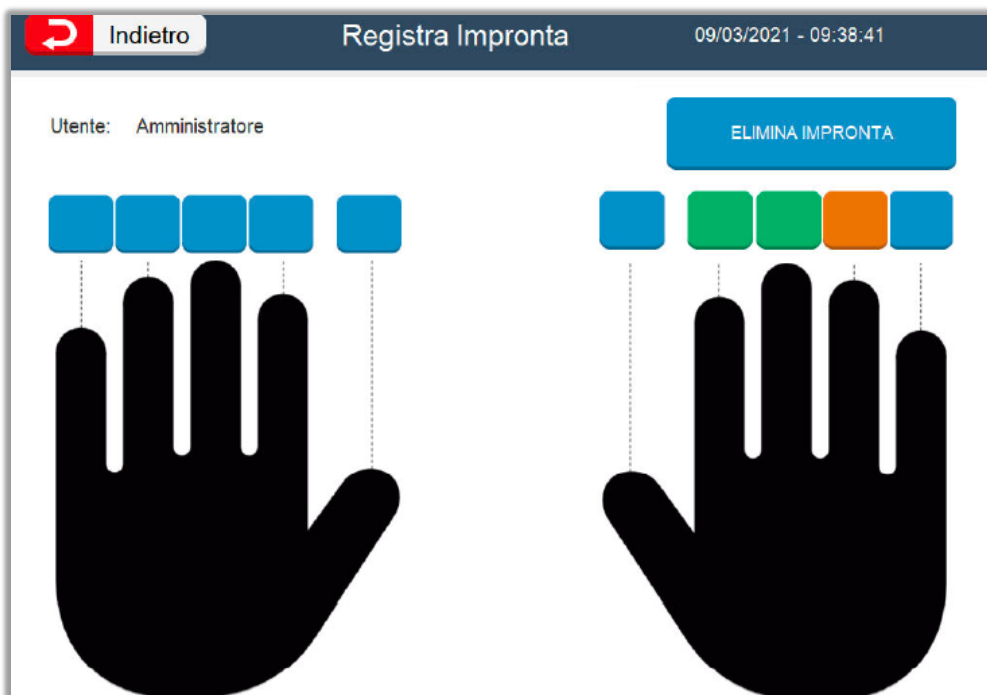 Indietro
Registra Impronta
09/03/2021 - 09:38:41
Utente: Amministratore
ELIMINA IMPRONTA